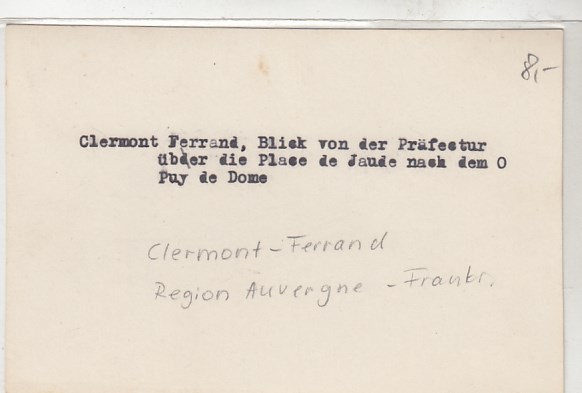 8,-
Clermont Ferrand, Blick von der Präfectur
übder die Place de Jaude nach dem O
Puy de Dome
Clermont-Ferrand
Region Auvergne - Frankr.